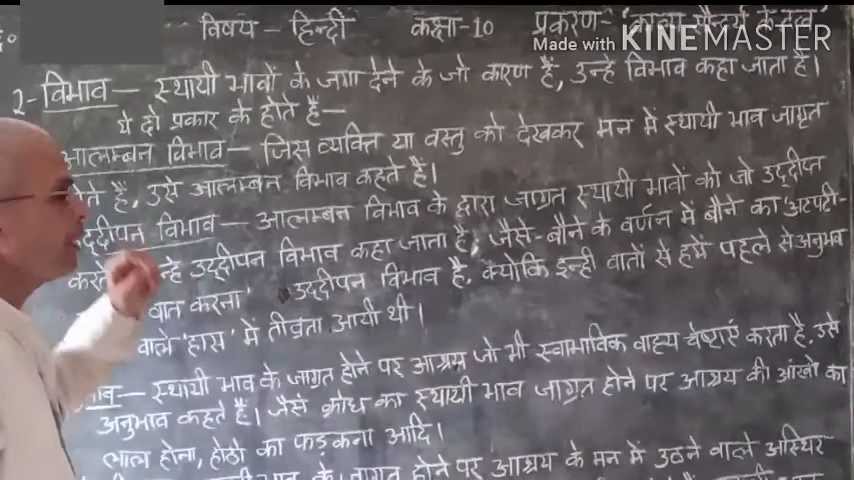 विषय - हिन्दी कक्षा-10 प्रकरण- 'काव्य सौन्दर्य के तत्व'
Made with KINEMASTER
२- विभाव — स्थायी भावों के जगा देने के जो कारण हैं, उन्हे विभाव कहा जाता है।
ये दो प्रकार के होते हैं—
आलम्बन विभाव — जिस व्यक्ति या वस्तु को देखकर मन में स्थायी भाव जागृत
होते हैं, उसे आलम्बन विभाव कहते हैं।
उद्दीपन विभाव — आलम्बन विभाव के द्वारा जाग्रत स्थायी भावों को जो उद्दीप्त
करते उन्हे उद्दीपन विभाव कहा जाता है, जैसे- बौने के वर्णन में बौने का अटपटी-
बात करना' उद्दीपन विभाव है. क्योकि इन्ही बातों से हमें पहले से अनुभव
वाले 'हास' में तीव्रता आयी थी।
भाव — स्थायी भाव के जाग्रत होने पर आश्रय जो भी स्वाभाविक वाह्य चेष्टाएं करता है. उसे
अनुभाव कहते हैं। जैसे क्रोध का स्थायी भाव जाग्रत होने पर आश्रय की आंखो का
लाल होना, होठो का फड़कना आदि।
के जागृत होने पर आश्रय के मन में उठने वाले अस्थिर